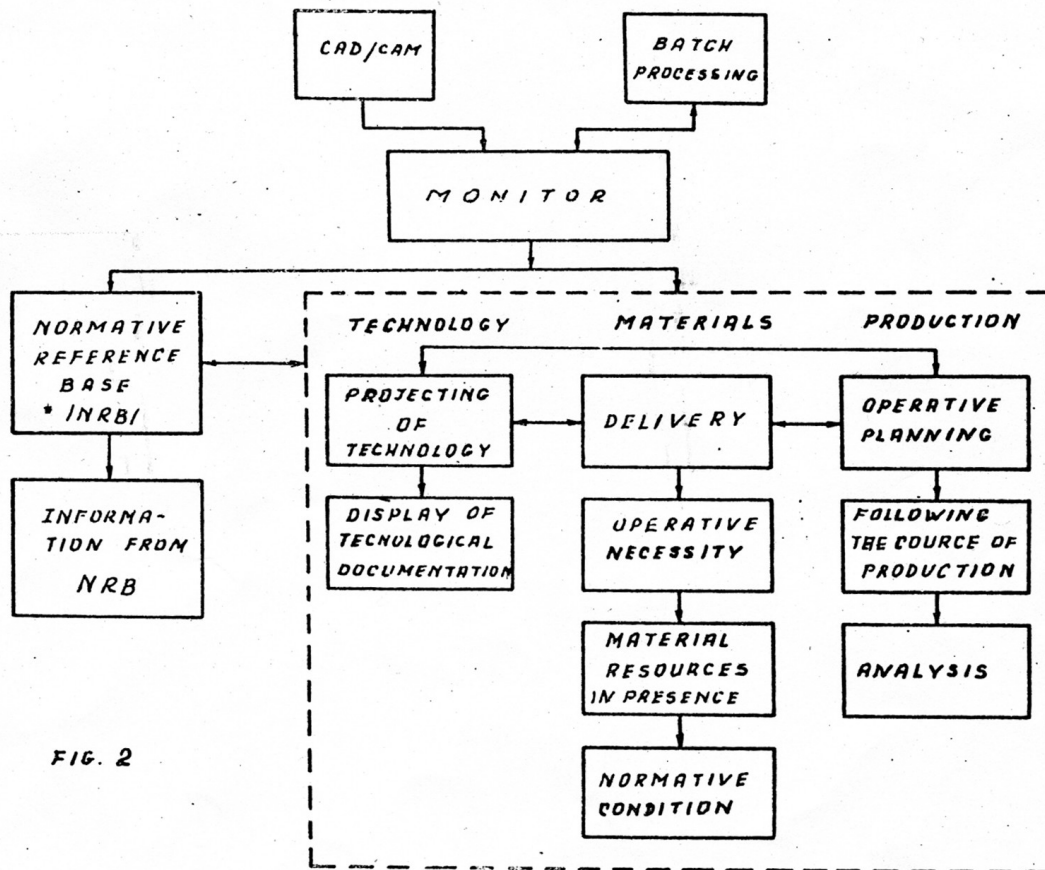 CAD/CAM
BATCH
PROCESSING
MONITOR
NORMATIVE
REFERENCE
BASE
* INRB/
INFORMA-
TION FROM
NRB
TECHNOLOGY
MATERIALS
PRODUCTION
PROJECTING
OF
TECHNOLOGY
DELIVERY
OPERATIVE
PLANNING
DISPLAY OF
TECNOLOGICAL
DOCUMENTATION
OPERATIVE
NECESSITY
FOLLOWING
THE COURCE OF
PRODUCTION
MATERIAL
RESOURCES
IN PRESENCE
ANALYSIS
NORMATIVE
CONDITION
FIG. 2